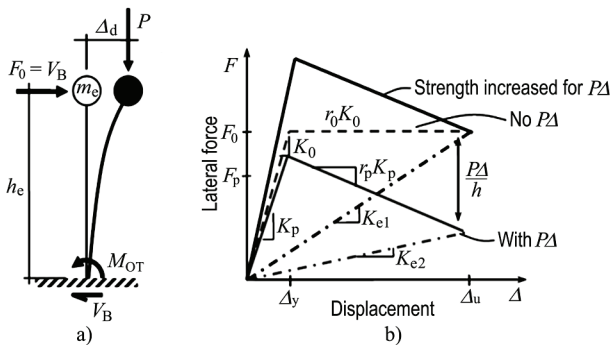 Δd
P
F0 = VB
me
he
MOT
VB
a)
F
Lateral force
F0
Fp
Strength increased for PΔ
r0K0
No PΔ
K0
rpKp
PΔ
h
Kp
Ke1
With PΔ
Ke2
Δy
Displacement
Δu
Δ
b)